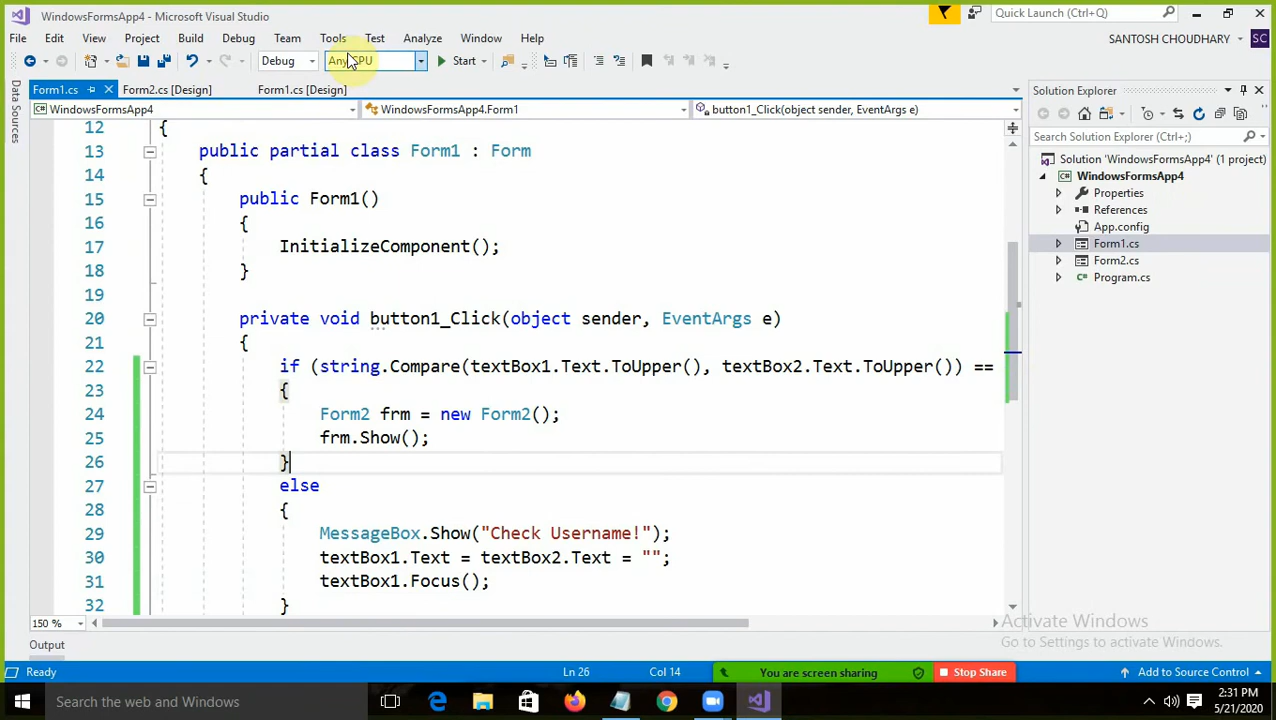 WindowsFormsApp4 - Microsoft Visual Studio
Quick Launch (Ctrl+;)
File Edit View Project Build Debug Team Tools Test Analyze Window Help
SANTOSH CHOUDHARY SC
Debug Any CPU Start
Form1.cs Form2.cs [Design] Form1.cs [Design]
Data Sources
WindowsFormsApp4 WindowsFormsApp4.Form1 button1_Click(object sender, EventArgs e)
12 {
13 public partial class Form1 : Form
14 {
15 public Form1()
16 {
17 InitializeComponent();
18 }
19
20 private void button1_Click(object sender, EventArgs e)
21 {
22 if (string.Compare(textBox1.Text.ToUpper(), textBox2.Text.ToUpper()) ==
23 {
24 Form2 frm = new Form2();
25 frm.Show();
26 }
27 else
28 {
29 MessageBox.Show("Check Username!");
30 textBox1.Text = textBox2.Text = "";
31 textBox1.Focus();
32 }
150 %
Output
Solution Explorer
Search Solution Explorer (Ctrl+;)
Solution 'WindowsFormsApp4' (1 project)
WindowsFormsApp4
Properties
References
App.config
Form1.cs
Form2.cs
Program.cs
Activate Windows
Go to Settings to activate Windows.
Ready Ln 26 Col 14 You are screen sharing Stop Share Add to Source Control
Search the web and Windows
2:31 PM
5/21/2020